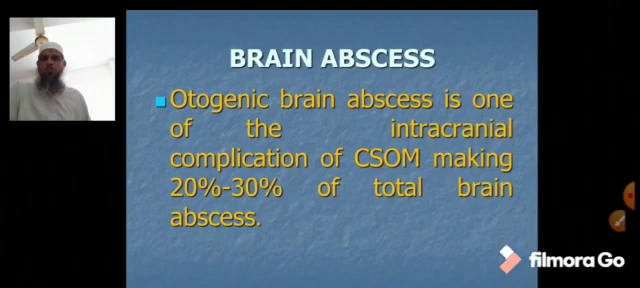 BRAIN ABSCESS
Otogenic brain abscess is one
of the intracranial
complication of CSOM making
20%-30% of total brain
abscess.
filmora Go